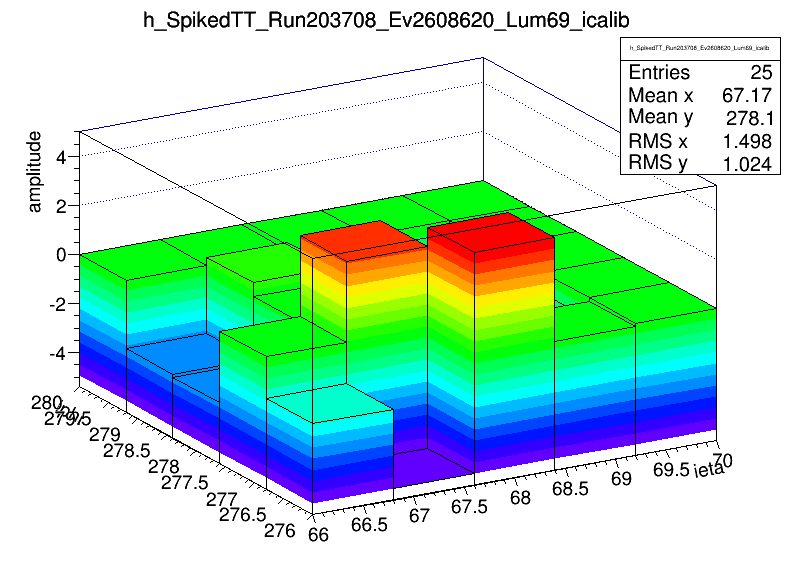 h_SpikedTT_Run203708_Ev2608620_Lum69_icalib
h_SpikedTT_Run203708_Ev2608620_Lum69_icalib
Entries 25
Mean x 67.17
Mean y 278.1
RMS x 1.498
RMS y 1.024
amplitude
4
2
0
-2
-4
280
279.5
279
278.5
278
277.5
277
276.5
276
66
66.5
67
67.5
68
68.5
69
69.5
70
ieta